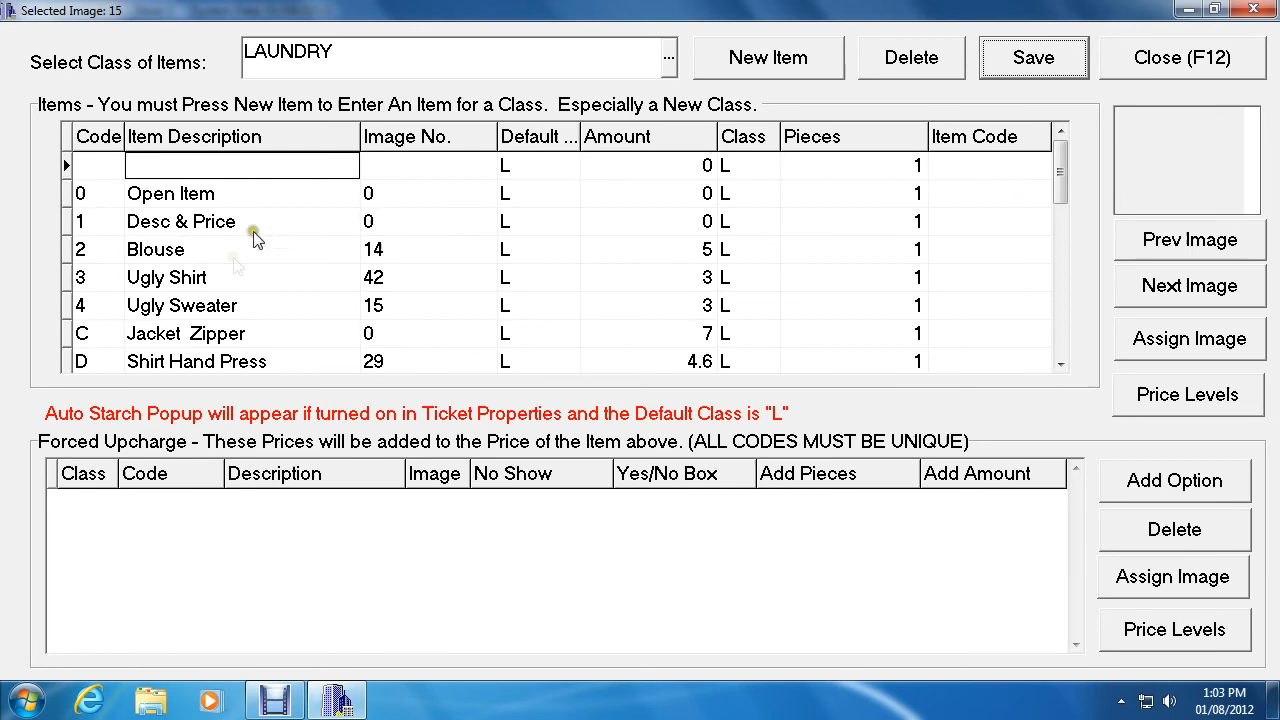 Selected Image: 15
Select Class of Items: LAUNDRY ... New Item Delete Save Close (F12)
Items - You must Press New Item to Enter An Item for a Class. Especially a New Class.
Code Item Description Image No. Default ... Amount Class Pieces Item Code
L 0 L 1
0 Open Item 0 L 0 L 1
1 Desc & Price 0 L 0 L 1
2 Blouse 14 L 5 L 1
3 Ugly Shirt 42 L 3 L 1
4 Ugly Sweater 15 L 3 L 1
C Jacket Zipper 0 L 7 L 1
D Shirt Hand Press 29 L 4.6 L 1
Prev Image
Next Image
Assign Image
Price Levels
Auto Starch Popup will appear if turned on in Ticket Properties and the Default Class is "L"
Forced Upcharge - These Prices will be added to the Price of the Item above. (ALL CODES MUST BE UNIQUE)
Class Code Description Image No Show Yes/No Box Add Pieces Add Amount
Add Option
Delete
Assign Image
Price Levels
1:03 PM
01/08/2012